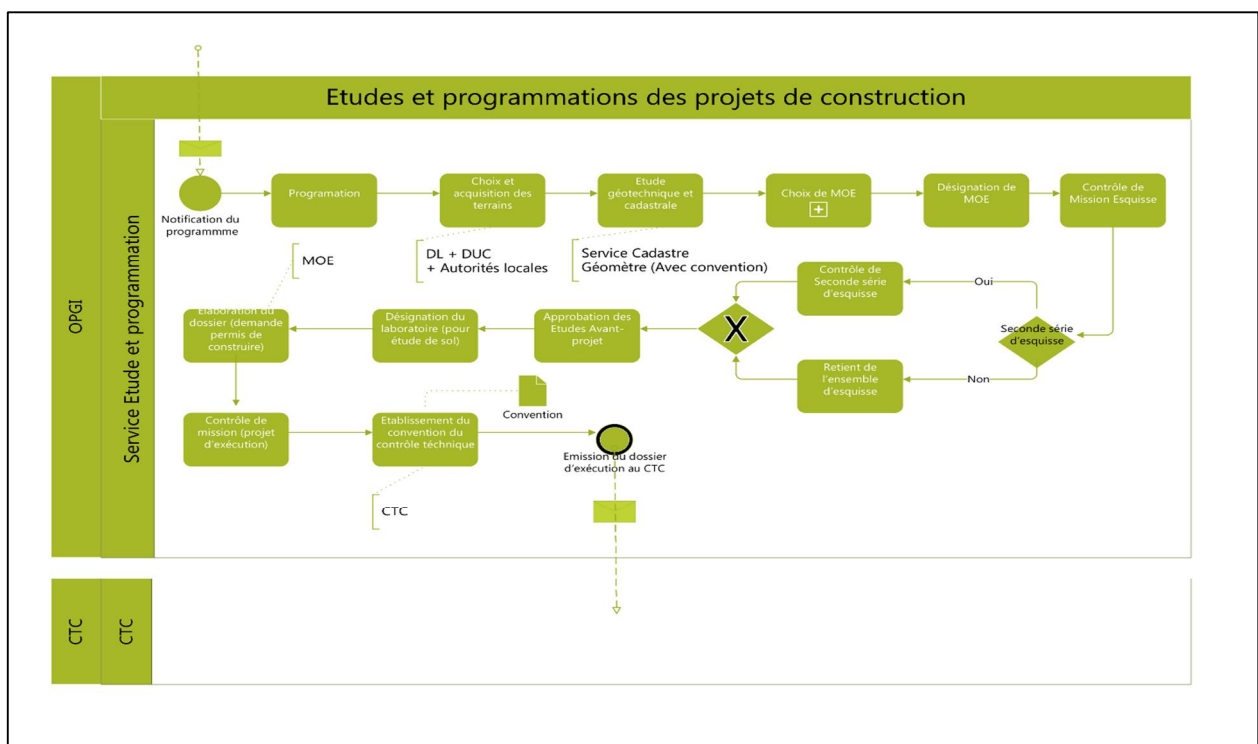 Etudes et programmations des projets de construction
OPGI
Service Etude et programmation
Notification du
programmme
Programation
Choix et
acquisition des
terrains
Etude
géotechnique et
cadastrale
Choix de MOE
Désignation de
MOE
Contrôle de
Mission Esquisse
MOE
DL + DUC
+ Autorités locales
Service Cadastre
Géomètre (Avec convention)
Contrôle de
Seconde série
d'esquisse
Oui
Seconde série
d'esquisse
Non
Retient de
l'ensemble
d'esquisse
X
Approbation des
Etudes Avant-
projet
Désignation du
laboratoire (pour
étude de sol)
Elaboration du
dossier (demande
permis de
construire)
Contrôle de
mission (projet
d'exécution)
Etablissement du
convention du
contrôle téchnique
Convention
Emission du dossier
d'exécution au CTC
CTC
CTC
CTC